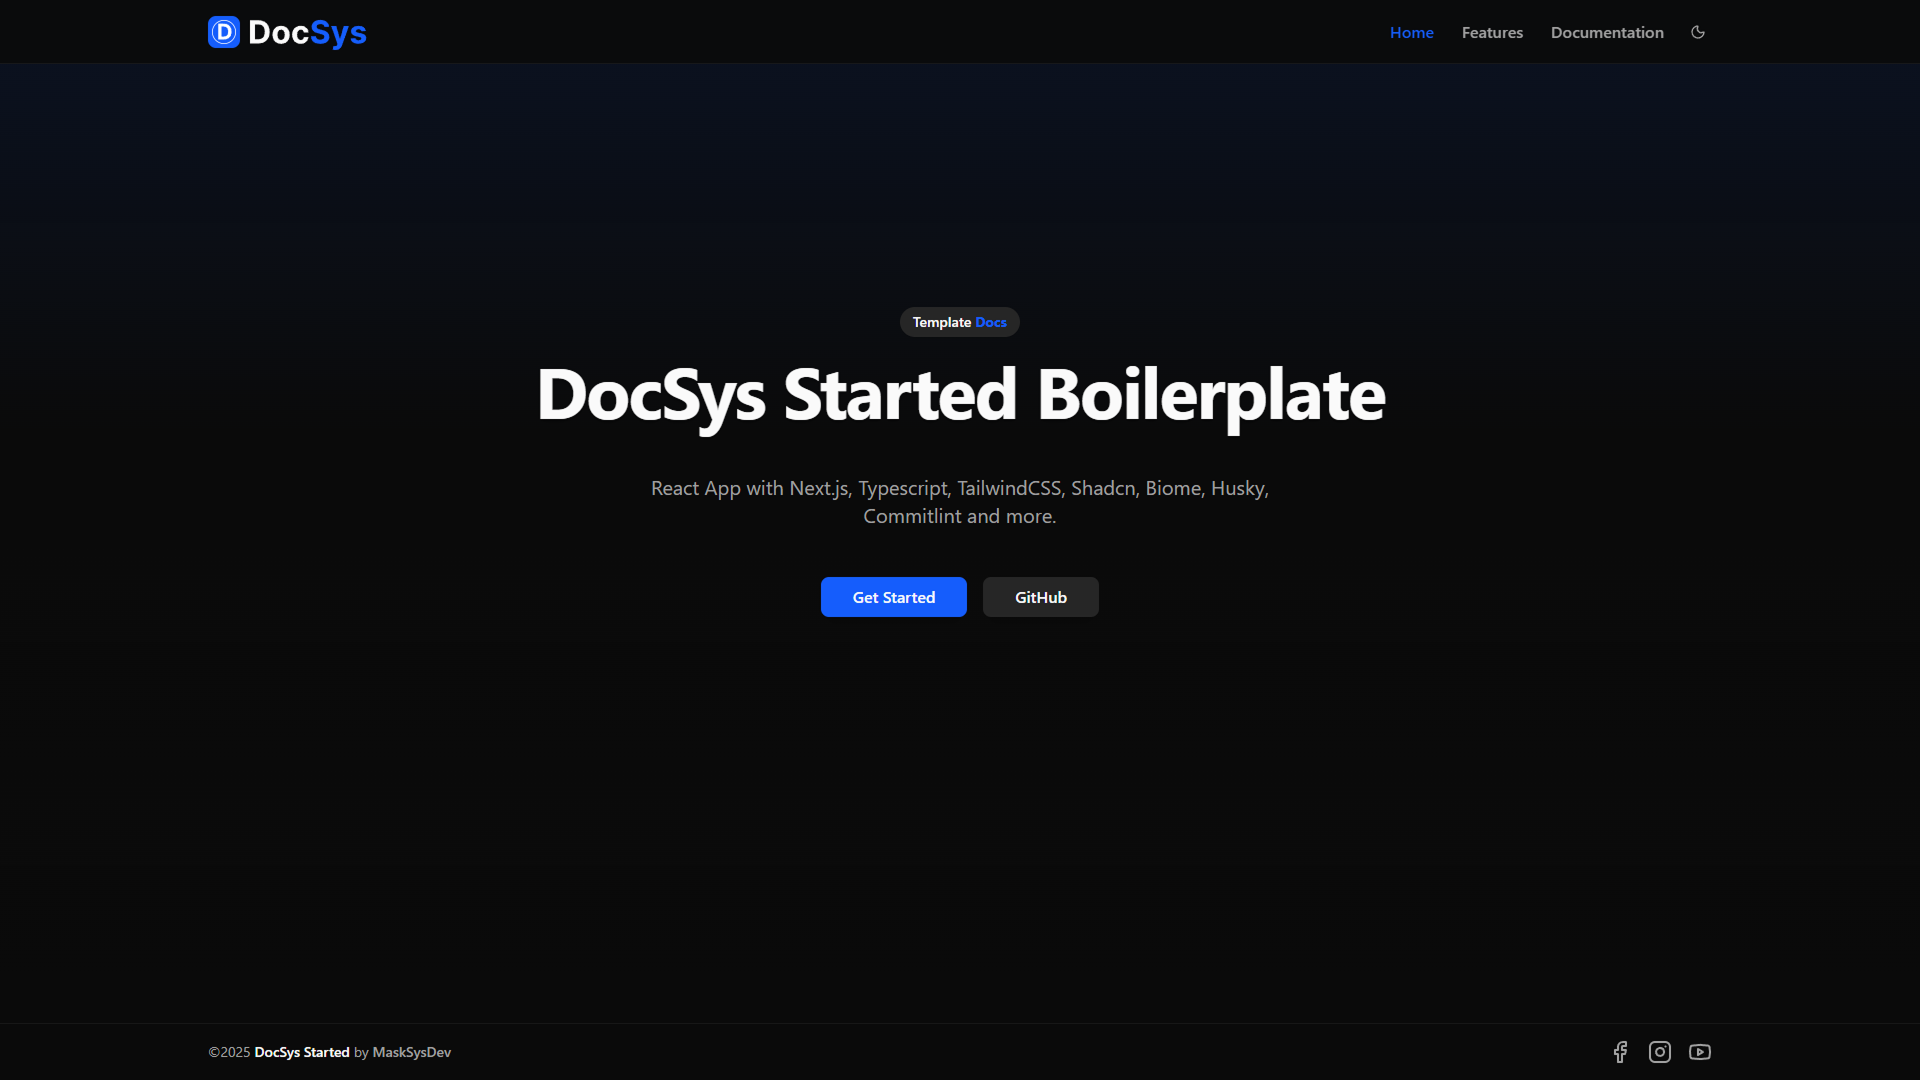 D DocSys
Home
Features
Documentation
Template Docs
DocSys Started Boilerplate
React App with Next.js, Typescript, TailwindCSS, Shadcn, Biome, Husky,
Commitlint and more.
Get Started
GitHub
©2025 DocSys Started by MaskSysDev